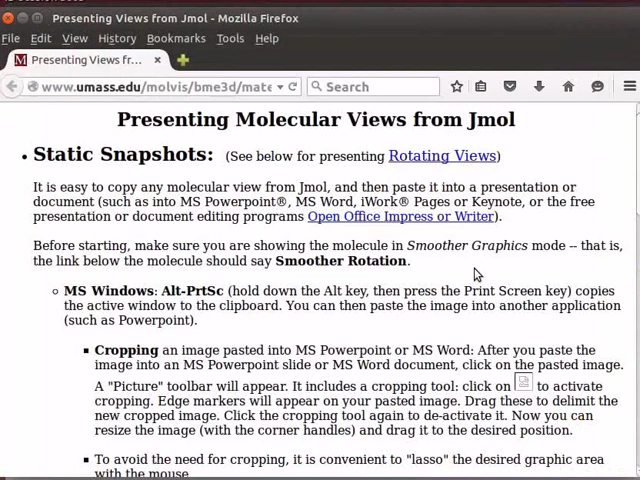 Presenting Views from Jmol - Mozilla Firefox
File Edit View History Bookmarks Tools Help
Presenting Views fr...
www.umass.edu/molvis/bme3d/mate
Search
Presenting Molecular Views from Jmol
Static Snapshots: (See below for presenting Rotating Views)
It is easy to copy any molecular view from Jmol, and then paste it into a presentation or
document (such as into MS Powerpoint®, MS Word, iWork® Pages or Keynote, or the free
presentation or document editing programs Open Office Impress or Writer).
Before starting, make sure you are showing the molecule in Smoother Graphics mode -- that is,
the link below the molecule should say Smoother Rotation.
MS Windows: Alt-PrtSc (hold down the Alt key, then press the Print Screen key) copies
the active window to the clipboard. You can then paste the image into another application
(such as Powerpoint).
Cropping an image pasted into MS Powerpoint or MS Word: After you paste the
image into an MS Powerpoint slide or MS Word document, click on the pasted image.
A "Picture" toolbar will appear. It includes a cropping tool: click on to activate
cropping. Edge markers will appear on your pasted image. Drag these to delimit the
new cropped image. Click the cropping tool again to de-activate it. Now you can
resize the image (with the corner handles) and drag it to the desired position.
To avoid the need for cropping, it is convenient to "lasso" the desired graphic area
with the mouse.